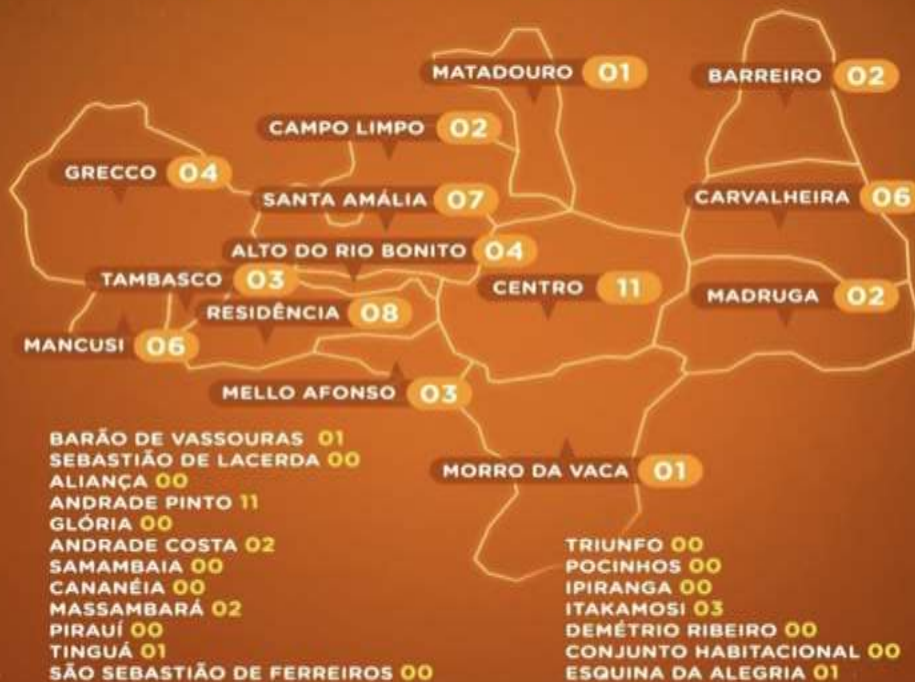 MATADOURO 01
BARREIRO 02
CAMPO LIMPO 02
GRECCO 04
SANTA AMÁLIA 07
CARVALHEIRA 06
ALTO DO RIO BONITO 04
TAMBASCO 03
CENTRO 11
MADRUGA 02
RESIDÊNCIA 08
MANCUSI 06
MELLO AFONSO 03
MORRO DA VACA 01
BARÃO DE VASSOURAS 01
SEBASTIÃO DE LACERDA 00
ALIANÇA 00
ANDRADE PINTO 11
GLÓRIA 00
ANDRADE COSTA 02
SAMAMBAIA 00
CANANÉIA 00
MASSAMBARÁ 02
PIRAUÍ 00
TINGUÁ 01
SÃO SEBASTIÃO DE FERREIROS 00
TRIUNFO 00
POCINHOS 00
IPIRANGA 00
ITAKAMOSI 03
DEMÉTRIO RIBEIRO 00
CONJUNTO HABITACIONAL 00
ESQUINA DA ALEGRIA 01